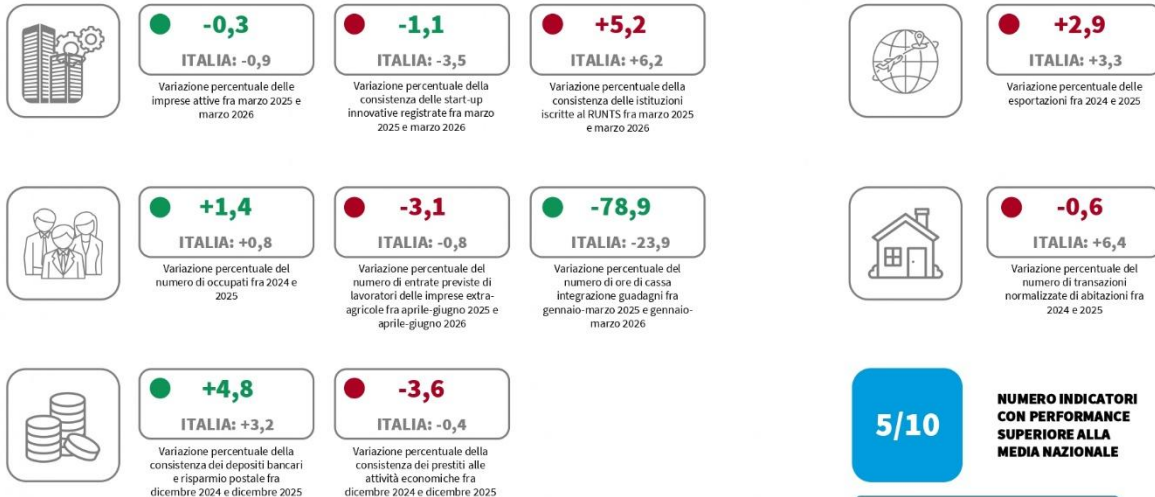 -0,3
ITALIA: -0,9
Variazione percentuale delle
imprese attive fra marzo 2025 e
marzo 2026
-1,1
ITALIA: -3,5
Variazione percentuale della
consistenza delle start-up
innovative registrate fra marzo
2025 e marzo 2026
+5,2
ITALIA: +6,2
Variazione percentuale della
consistenza delle istituzioni
iscritte al RUNTS fra marzo 2025
e marzo 2026
+2,9
ITALIA: +3,3
Variazione percentuale delle
esportazioni fra 2024 e 2025
+1,4
ITALIA: +0,8
Variazione percentuale del
numero di occupati fra 2024 e
2025
-3,1
ITALIA: -0,8
Variazione percentuale del
numero di entrate previste di
lavoratori delle imprese extra-
agricole fra aprile-giugno 2025 e
aprile-giugno 2026
-78,9
ITALIA: -23,9
Variazione percentuale del
numero di ore di cassa
integrazione guadagni fra
gennaio-marzo 2025 e gennaio-
marzo 2026
-0,6
ITALIA: +6,4
Variazione percentuale del
numero di transazioni
normalizzate di abitazioni fra
2024 e 2025
+4,8
ITALIA: +3,2
Variazione percentuale della
consistenza dei depositi bancari
e risparmio postale fra
dicembre 2024 e dicembre 2025
-3,6
ITALIA: -0,4
Variazione percentuale della
consistenza dei prestiti alle
attività economiche fra
dicembre 2024 e dicembre 2025
5/10
NUMERO INDICATORI
CON PERFORMANCE
SUPERIORE ALLA
MEDIA NAZIONALE